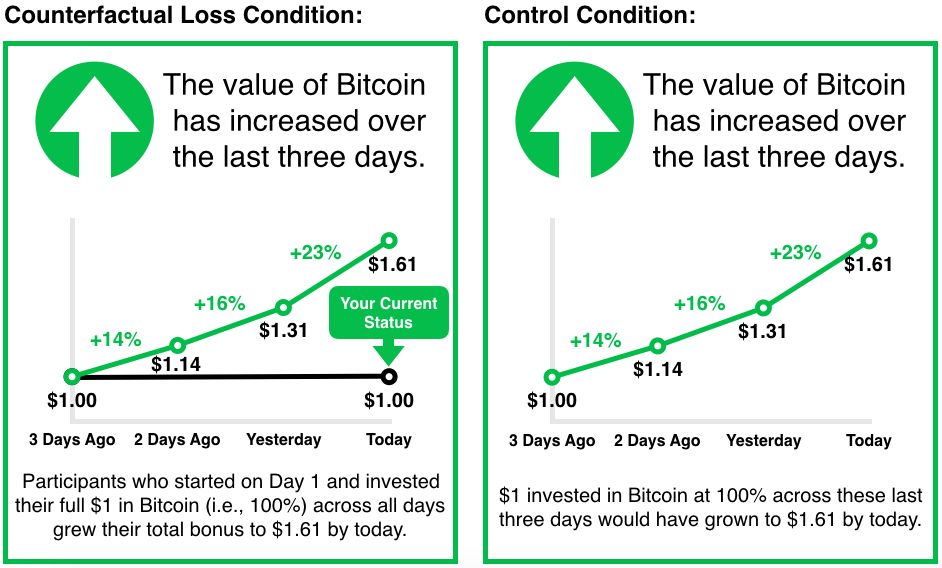 Counterfactual Loss Condition:
The value of Bitcoin
has increased over
the last three days.
+23%
$1.61
+16%
Your Current
Status
$1.31
+14%
$1.14
$1.00
$1.00
3 Days Ago
2 Days Ago
Yesterday
Today
Participants who started on Day 1 and invested
their full $1 in Bitcoin (i.e., 100%) across all days
grew their total bonus to $1.61 by today.
Control Condition:
The value of Bitcoin
has increased over
the last three days.
+23%
$1.61
+16%
$1.31
+14%
$1.14
$1.00
3 Days Ago
2 Days Ago
Yesterday
Today
$1 invested in Bitcoin at 100% across these last
three days would have grown to $1.61 by today.